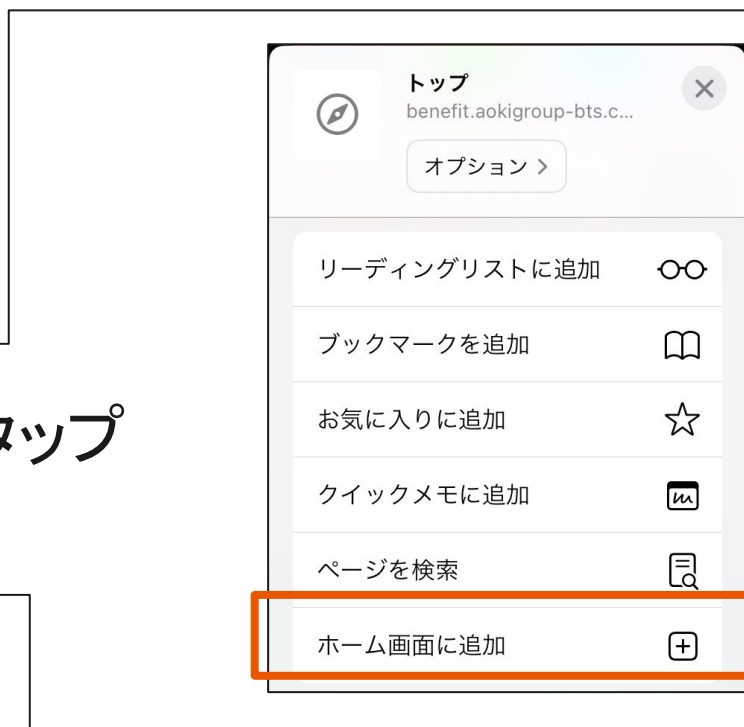 トップ
benefit.aokigroup-bts.c...
オプション
リーディングリストに追加
ブックマークを追加
お気に入りに追加
タップ
クイックメモに追加
ページを検索
ホーム画面に追加